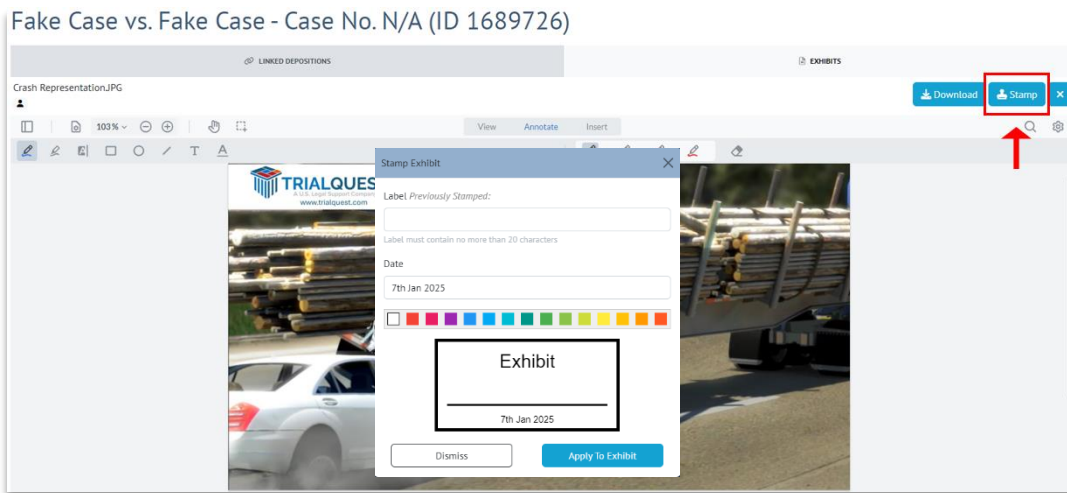 Fake Case vs. Fake Case - Case No. N/A (ID 1689726)
LINKED DEPOSITIONS
EXHIBITS
Crash Representation.JPG
Download
Stamp
103%
View Annotate Insert
T A
Stamp Exhibit
TRIALQUES
A U.S. Legal Support Compan
www.trialquest.com
Label Previously Stamped:
Label must contain no more than 20 characters
Date
7th Jan 2025
Exhibit
7th Jan 2025
Dismiss
Apply To Exhibit